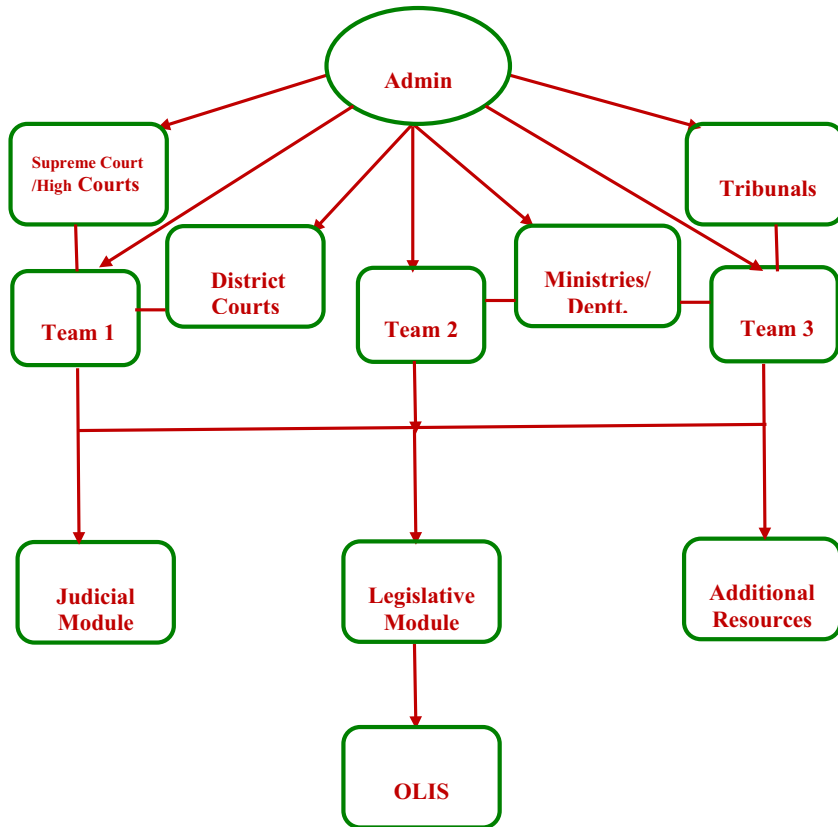 Admin
Supreme Court
/High Courts
Tribunals
District
Courts
Ministries/
Deptt.
Team 1
Team 2
Team 3
Judicial
Module
Legislative
Module
Additional
Resources
OLIS